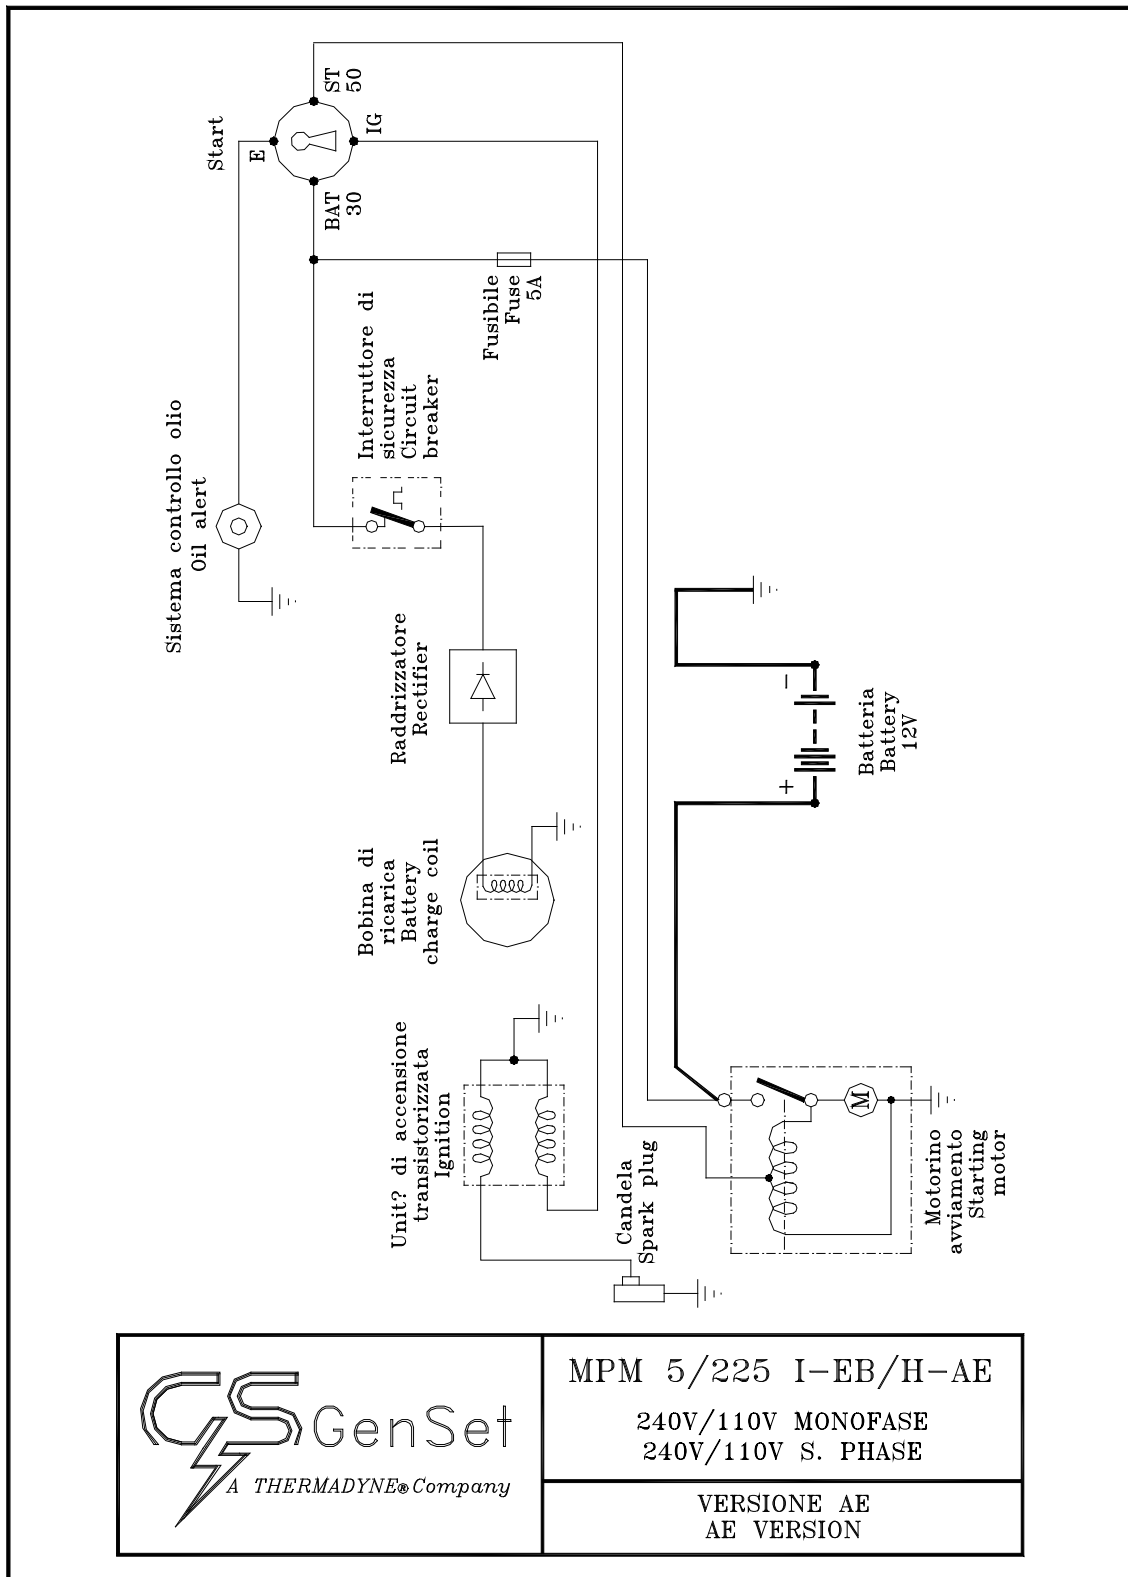 Start
E
ST
50
IG
BAT
30
Fusibile
Fuse
5A
Interruttore di
sicurezza
Circuit
breaker
Sistema controllo olio
Oil alert
Raddrizzatore
Rectifier
Bobina di
ricarica
Battery
charge coil
Unit? di accensione
transistorizzata
Ignition
Candela
Spark plug
−
+
Batteria
Battery
12V
M
Motorino
avviamento
Starting
motor
GenSet
A THERMADYNE® Company
MPM 5/225 I-EB/H-AE
240V/110V MONOFASE
240V/110V S. PHASE
VERSIONE AE
AE VERSION